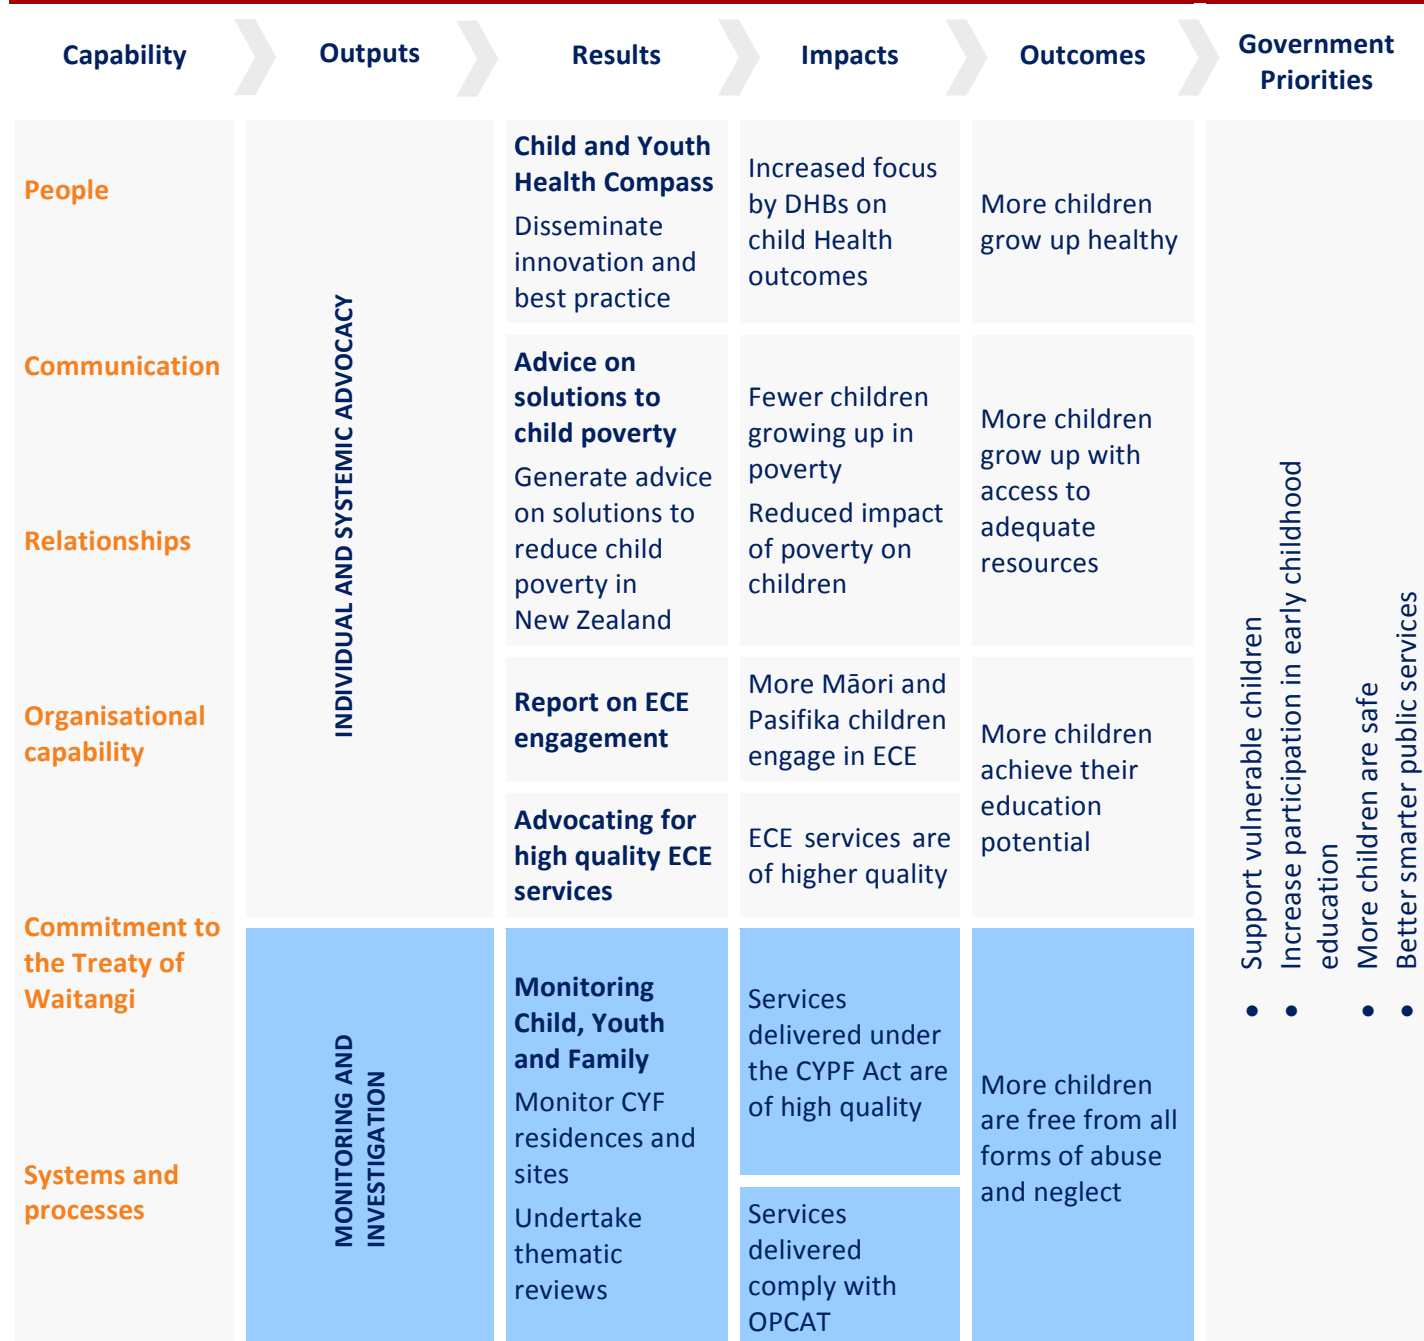 Capability
Outputs
Results
Impacts
Outcomes
Government
Priorities
People
Communication
Relationships
Organisational
capability
Commitment to
the Treaty of
Waitangi
Systems and
processes
INDIVIDUAL AND SYSTEMIC ADVOCACY
MONITORING AND
INVESTIGATION
Child and Youth
Health Compass
Disseminate
innovation and
best practice
Increased focus
by DHBs on
child Health
outcomes
More children
grow up healthy
Advice on
solutions to
child poverty
Generate advice
on solutions to
reduce child
poverty in
New Zealand
Fewer children
growing up in
poverty
Reduced impact
of poverty on
children
More children
grow up with
access to
adequate
resources
Report on ECE
engagement
More Māori and
Pasifika children
engage in ECE
Advocating for
high quality ECE
services
ECE services are
of higher quality
More children
achieve their
education
potential
Monitoring
Child, Youth
and Family
Monitor CYF
residences and
sites
Undertake
thematic
reviews
Services
delivered under
the CYPF Act are
of high quality
Services
delivered
comply with
OPCAT
More children
are free from all
forms of abuse
and neglect
• Support vulnerable children
• Increase participation in early childhood
education
• More children are safe
• Better smarter public services